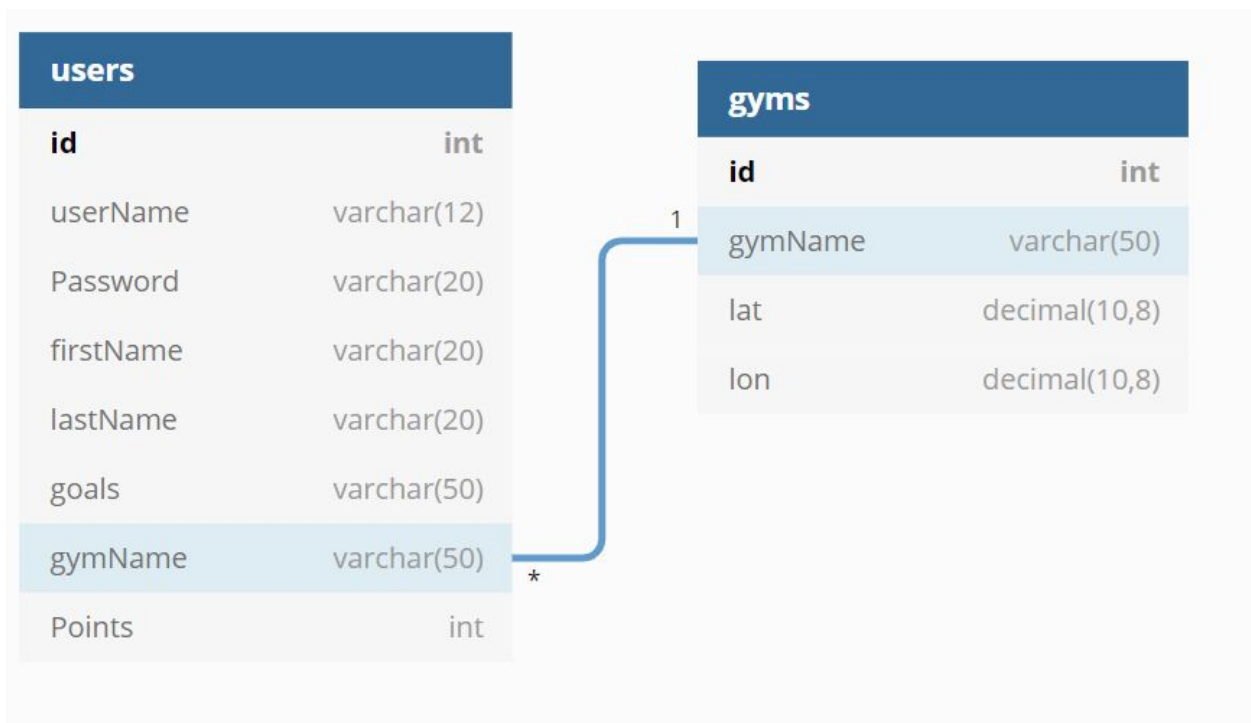 users
id int
userName varchar(12)
Password varchar(20)
firstName varchar(20)
lastName varchar(20)
goals varchar(50)
gymName varchar(50)
Points int
*
1
gyms
id int
gymName varchar(50)
lat decimal(10,8)
lon decimal(10,8)